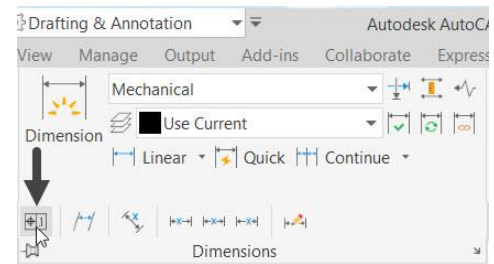 Drafting & Annotation Autodesk AutoCA
View Manage Output Add-ins Collaborate Express
Mechanical
Dimension Use Current
Linear Quick Continue
Dimensions